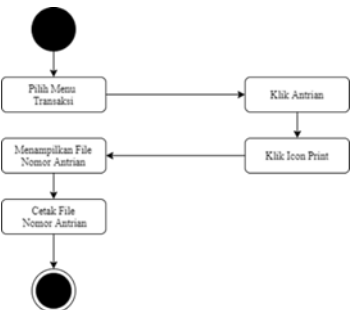 Pilih Menu
Transaksi
Klik Antrian
Klik Icon Print
Menampilkan File
Nomor Antrian
Cetak File
Nomor Antrian